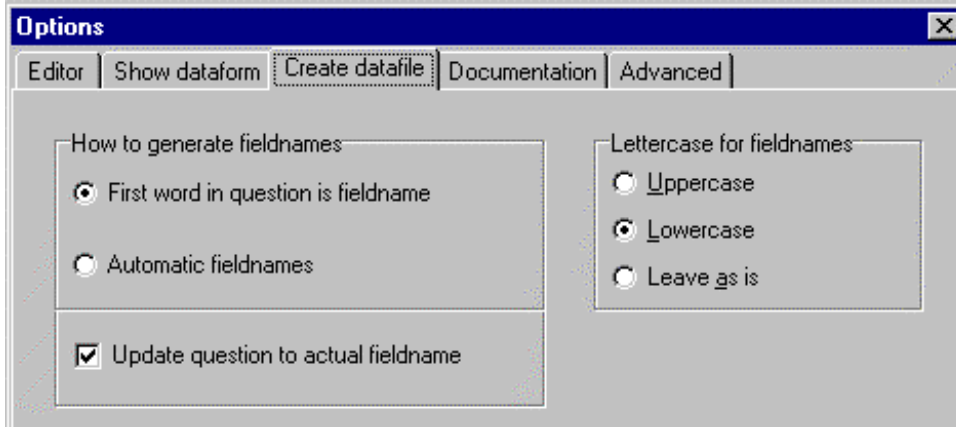 Options
Editor Show dataform Create datafile Documentation Advanced
How to generate fieldnames
First word in question is fieldname
Automatic fieldnames
Update question to actual fieldname
Lettercase for fieldnames
Uppercase
Lowercase
Leave as is